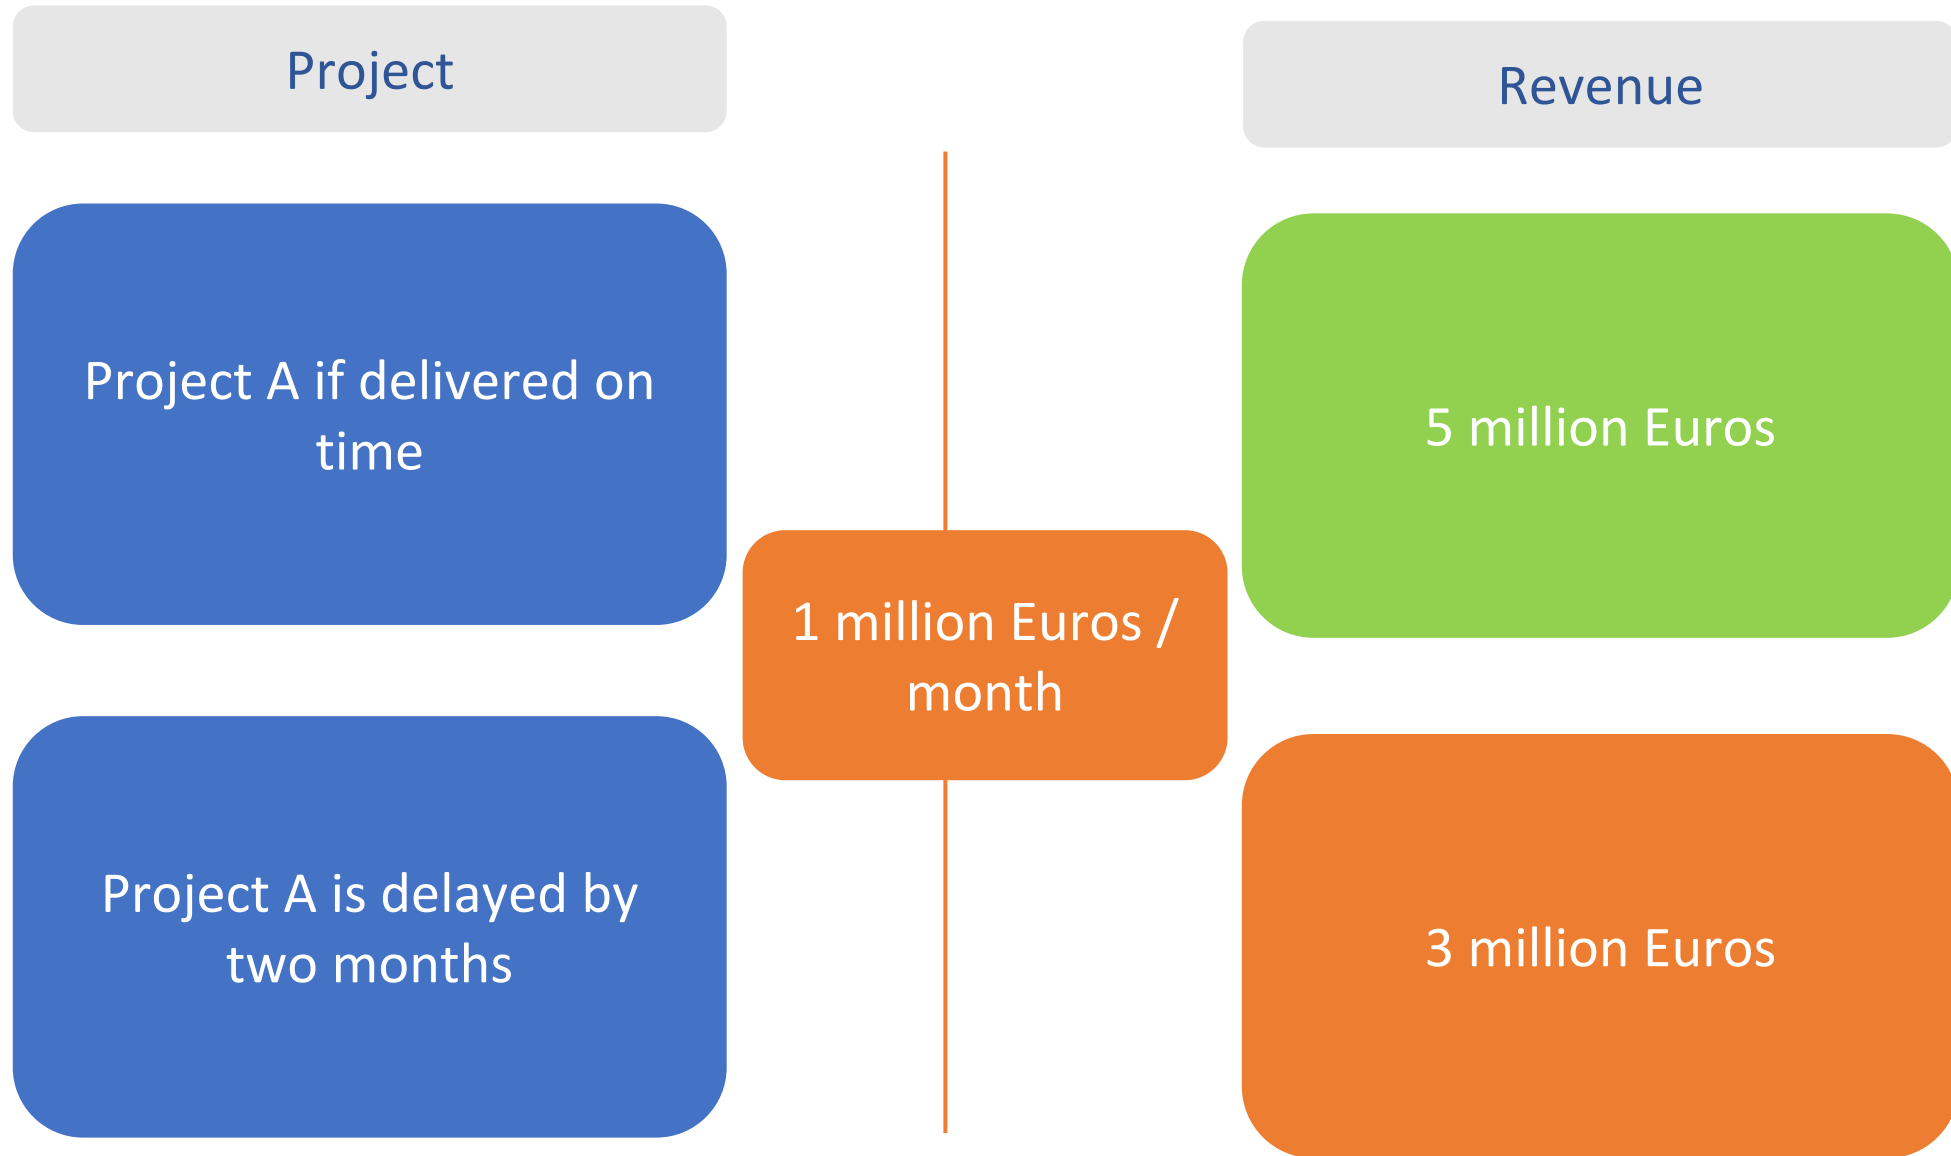 Project
Revenue
Project A if delivered on
time
5 million Euros
1 million Euros /
month
Project A is delayed by
two months
3 million Euros